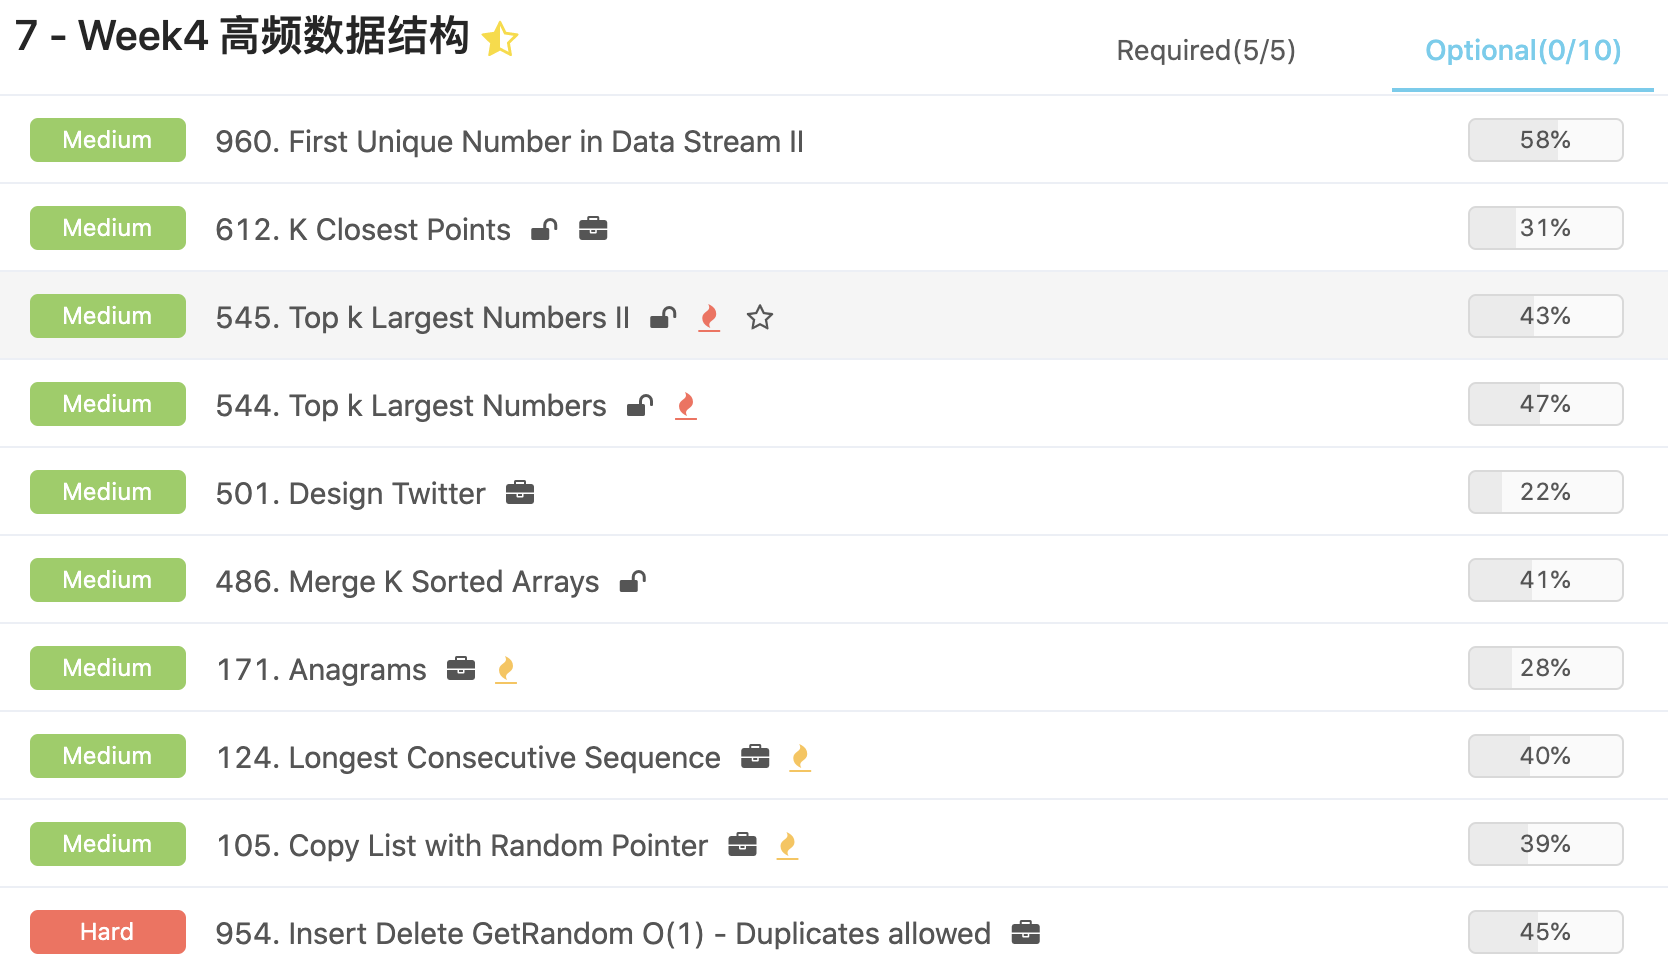 7 - Week4 高频数据结构
Required(5/5) Optional(0/10)
Medium 960. First Unique Number in Data Stream II 58%
Medium 612. K Closest Points 31%
Medium 545. Top k Largest Numbers II 43%
Medium 544. Top k Largest Numbers 47%
Medium 501. Design Twitter 22%
Medium 486. Merge K Sorted Arrays 41%
Medium 171. Anagrams 28%
Medium 124. Longest Consecutive Sequence 40%
Medium 105. Copy List with Random Pointer 39%
Hard 954. Insert Delete GetRandom O(1) - Duplicates allowed 45%